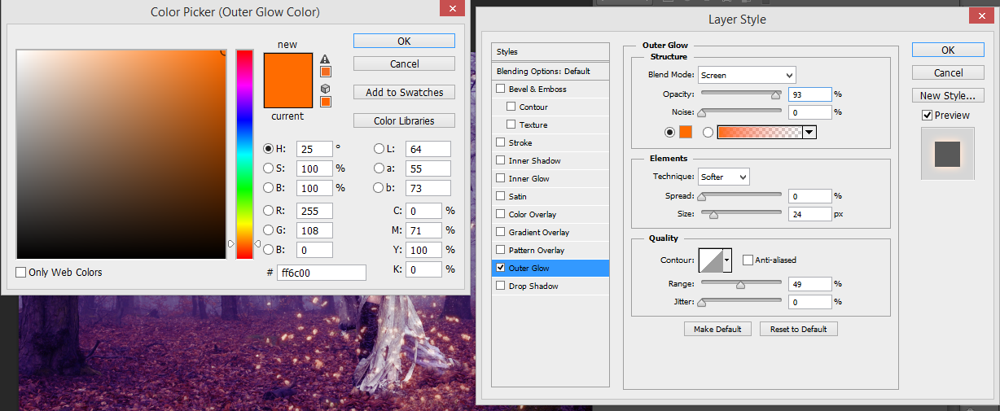 Color Picker (Outer Glow Color)
new
current
OK
Cancel
Add to Swatches
Color Libraries
H: 25 °
S: 100 %
B: 100 %
R: 255
G: 108
B: 0
L: 64
a: 55
b: 73
C: 0 %
M: 71 %
Y: 100 %
K: 0 %
Only Web Colors
# ff6c00
Layer Style
Styles
Blending Options: Default
Bevel & Emboss
Contour
Texture
Stroke
Inner Shadow
Inner Glow
Satin
Color Overlay
Gradient Overlay
Pattern Overlay
Outer Glow
Drop Shadow
Outer Glow
Structure
Blend Mode: Screen
Opacity: 93 %
Noise: 0 %
Elements
Technique: Softer
Spread: 0 %
Size: 24 px
Quality
Contour: Anti-aliased
Range: 49 %
Jitter: 0 %
Make Default Reset to Default
OK
Cancel
New Style...
Preview